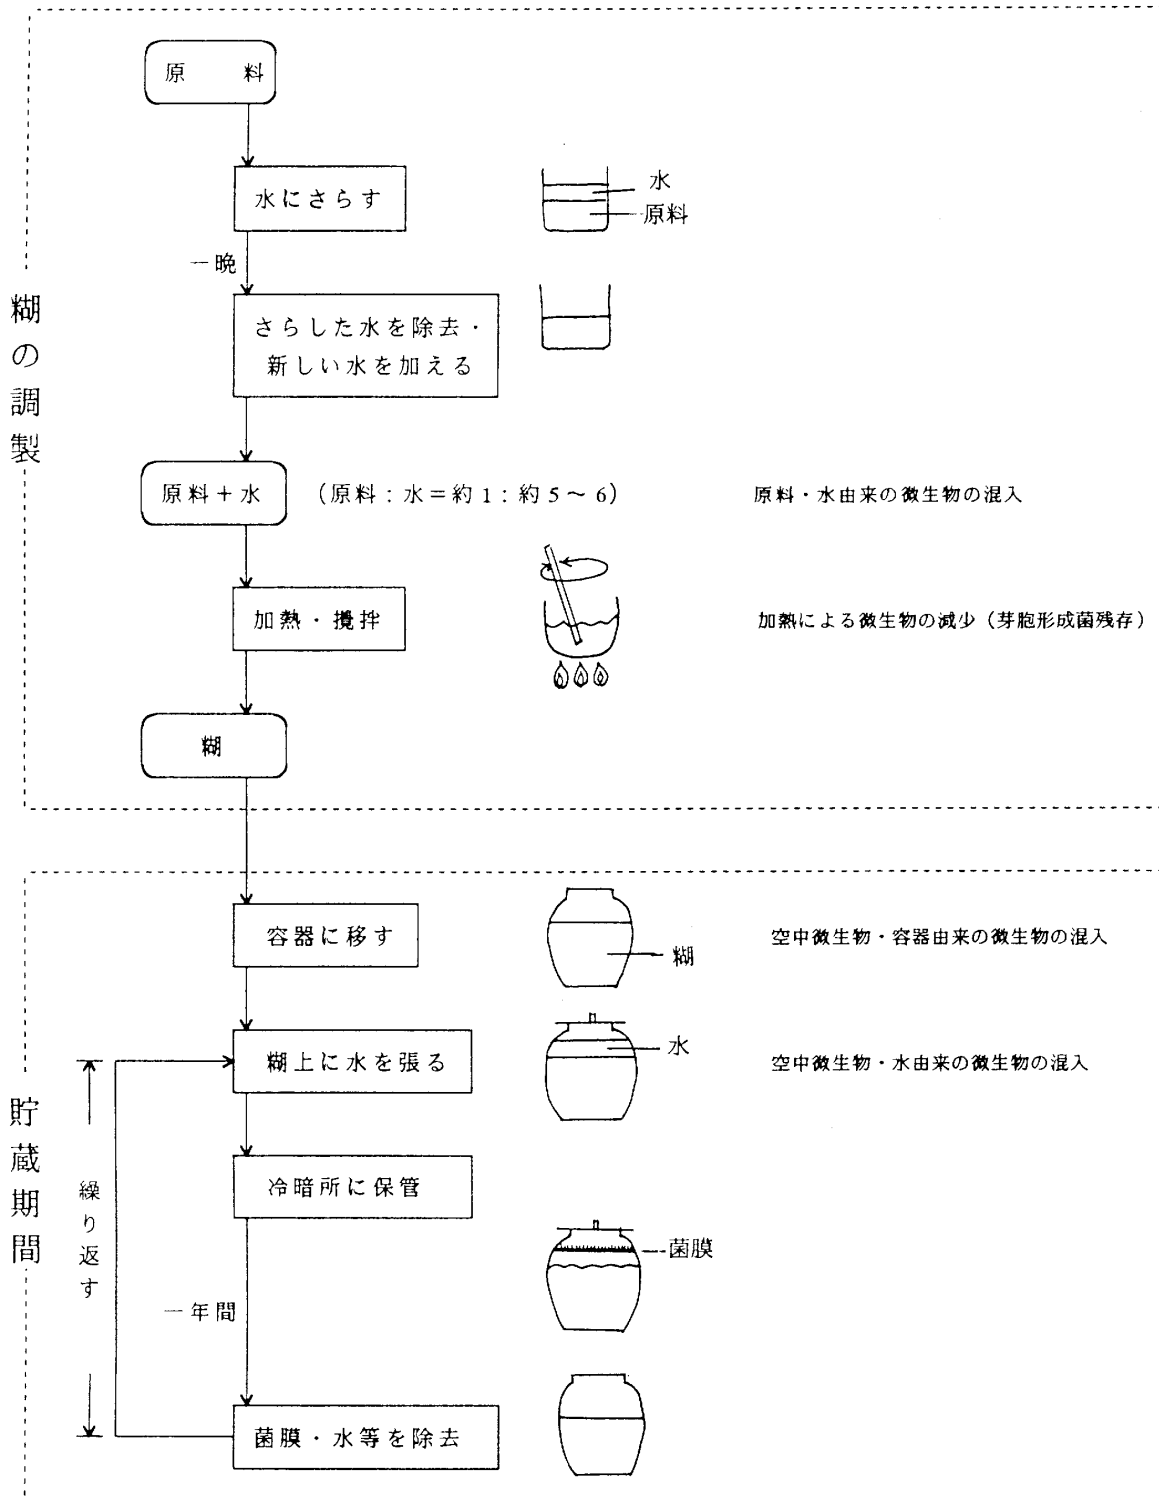 糊の調製
原料
水にさらす
水
原料
一晩
さらした水を除去・
新しい水を加える
原料＋水
（原料：水＝約1：約5～6）
原料・水由来の微生物の混入
加熱・攪拌
加熱による微生物の減少（芽胞形成菌残存）
糊
貯蔵期間
容器に移す
糊
空中微生物・容器由来の微生物の混入
糊上に水を張る
水
空中微生物・水由来の微生物の混入
冷暗所に保管
繰り返す
菌膜
一年間
菌膜・水等を除去